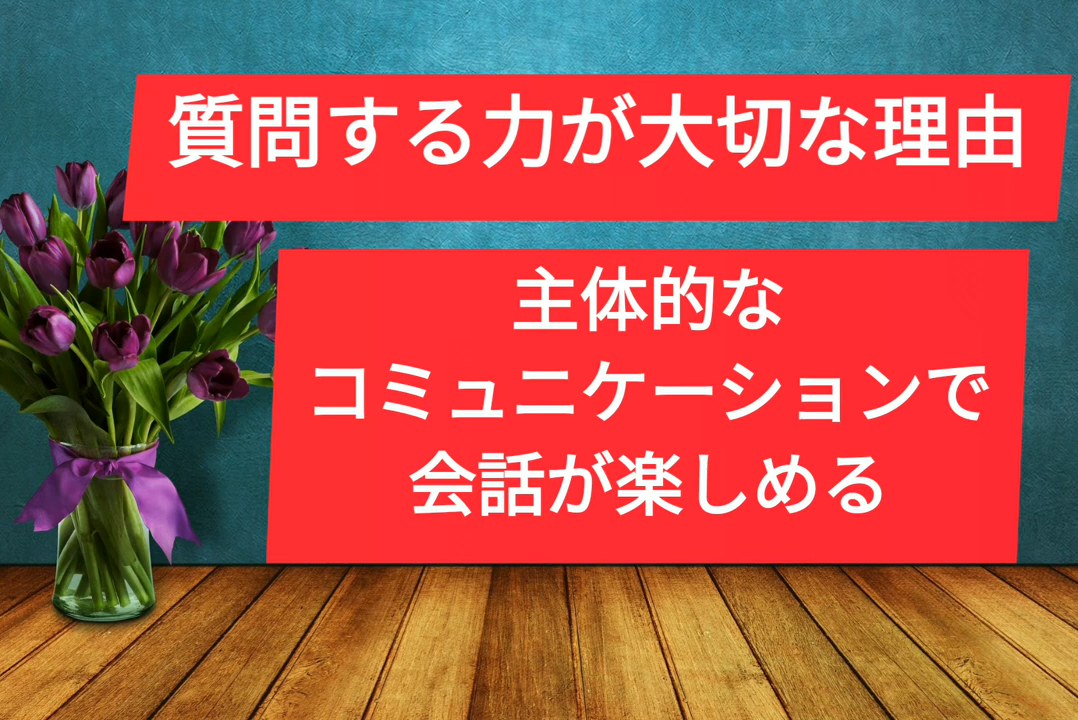 質問する力が大切な理由
主体的な
コミュニケーションで
会話が楽しめる